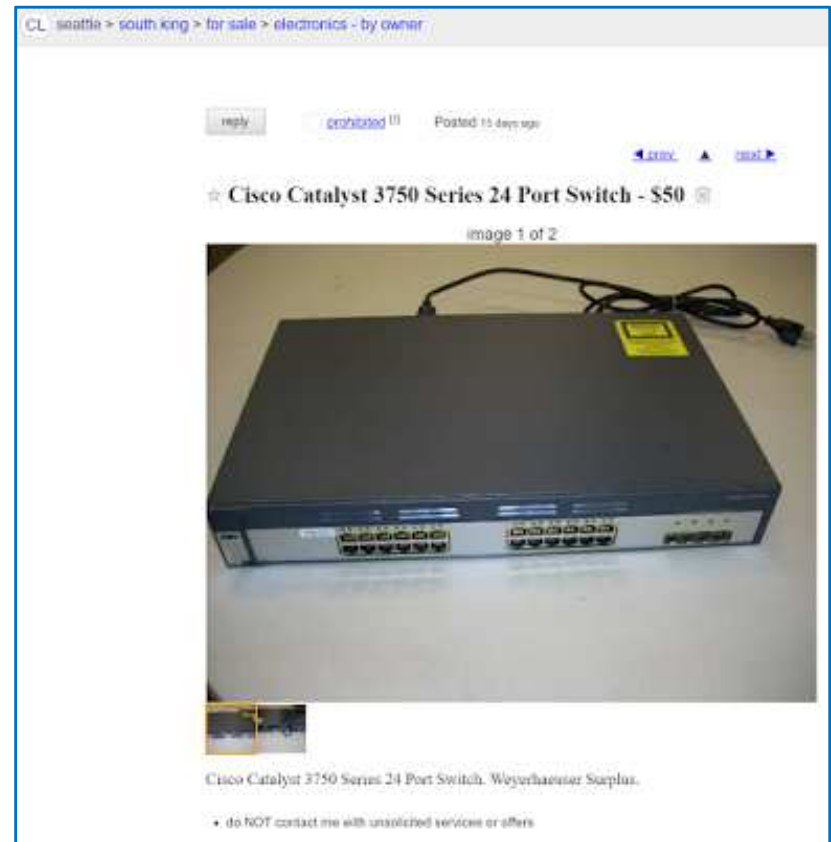 CL seattle > south king > for sale > electronics - by owner
reply prohibited [?] Posted 15 days ago
◄ prev ▲ next ►
☆ Cisco Catalyst 3750 Series 24 Port Switch - $50
image 1 of 2
Cisco Catalyst 3750 Series 24 Port Switch. Weyerhaeuser Surplus.
• do NOT contact me with unsolicited services or offers